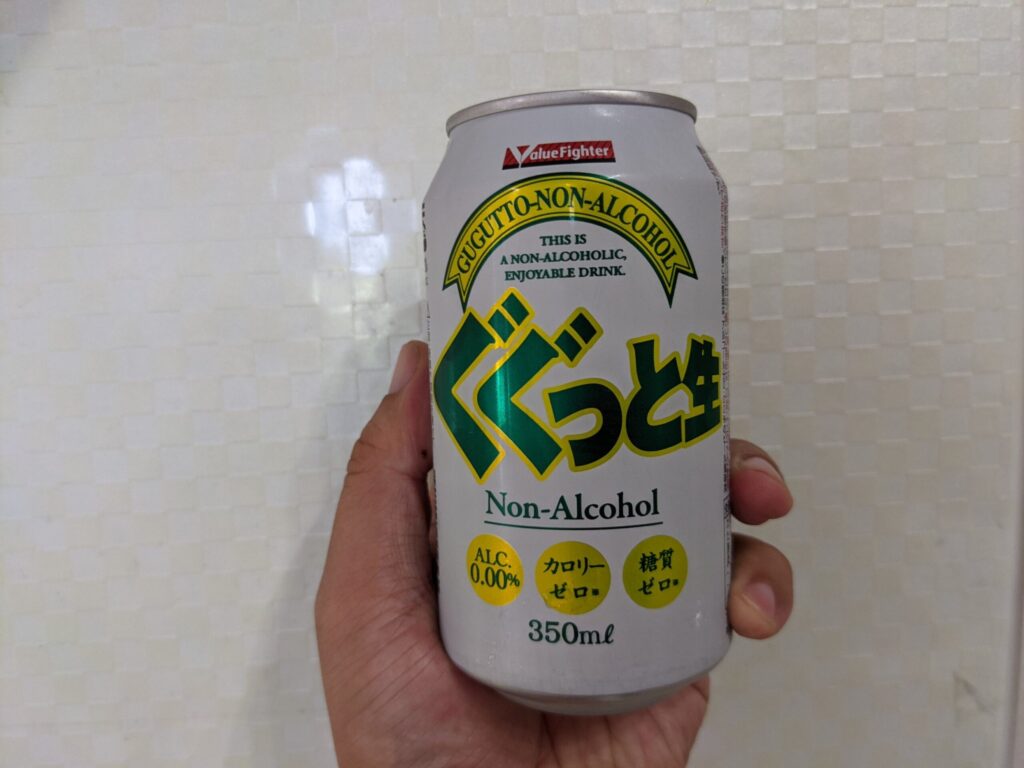 ValueFighter
GUGUTTO-NON-ALCOHOL
THIS IS
A NON-ALCOHOLIC,
ENJOYABLE DRINK.
ぐぐっと生
Non-Alcohol
ALC.
0.00%
カロリー
ゼロ
糖質
ゼロ
350ml